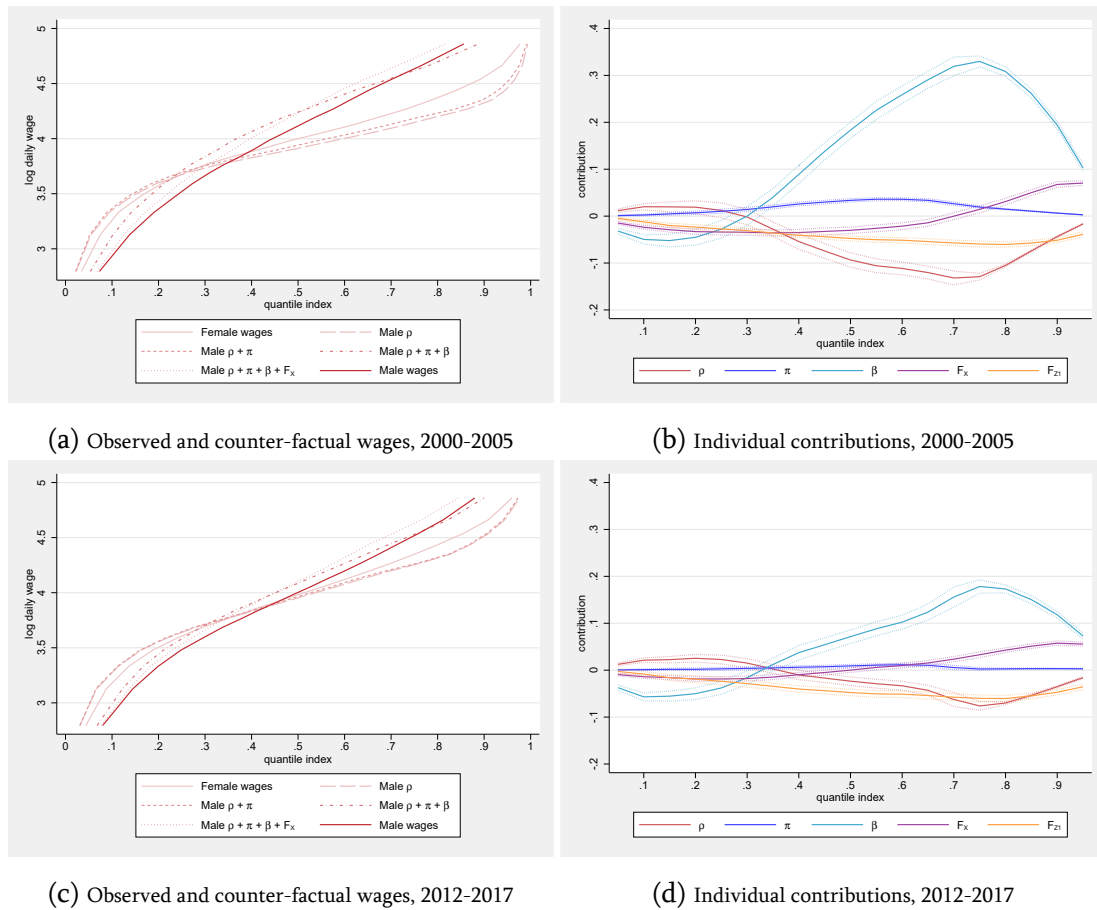 5
4.5
4
3.5
3
log daily wage
0 .1 .2 .3 .4 .5 .6 .7 .8 .9 1
quantile index
Female wages Male ρ
Male ρ + π Male ρ + π + β
Male ρ + π + β + Fₓ Male wages
(a) Observed and counter-factual wages, 2000-2005
.4
.3
.2
.1
0
-.1
-.2
contribution
.1 .2 .3 .4 .5 .6 .7 .8 .9
quantile index
ρ π β Fₓ F_Z1
(b) Individual contributions, 2000-2005
5
4.5
4
3.5
3
log daily wage
0 .1 .2 .3 .4 .5 .6 .7 .8 .9 1
quantile index
Female wages Male ρ
Male ρ + π Male ρ + π + β
Male ρ + π + β + Fₓ Male wages
(c) Observed and counter-factual wages, 2012-2017
.4
.3
.2
.1
0
-.1
-.2
contribution
.1 .2 .3 .4 .5 .6 .7 .8 .9
quantile index
ρ π β Fₓ F_Z1
(d) Individual contributions, 2012-2017